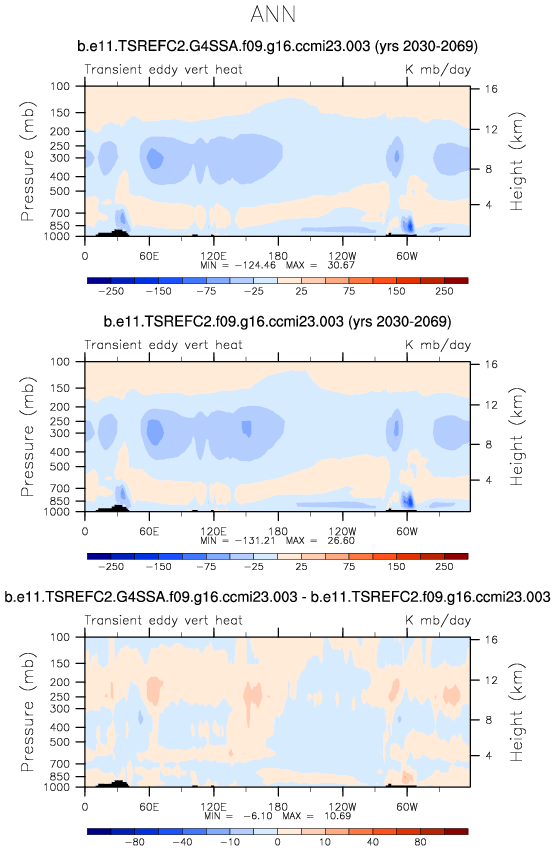 ANN
b.e11.TSREFC2.G4SSA.f09.g16.ccmi23.003 (yrs 2030-2069)
Transient eddy vert heat K mb/day
Pressure (mb)
100
150
200
250
300
400
500
700
850
1000
16
12
8
4
Height (km)
0 60E 120E 180 120W 60W
MIN = -124.46 MAX = 30.67
-250 -150 -75 -25 25 75 150 250
b.e11.TSREFC2.f09.g16.ccmi23.003 (yrs 2030-2069)
Transient eddy vert heat K mb/day
Pressure (mb)
100
150
200
250
300
400
500
700
850
1000
16
12
8
4
Height (km)
0 60E 120E 180 120W 60W
MIN = -131.21 MAX = 26.60
-250 -150 -75 -25 25 75 150 250
b.e11.TSREFC2.G4SSA.f09.g16.ccmi23.003 - b.e11.TSREFC2.f09.g16.ccmi23.003
Transient eddy vert heat K mb/day
Pressure (mb)
100
150
200
250
300
400
500
700
850
1000
16
12
8
4
Height (km)
0 60E 120E 180 120W 60W
MIN = -6.10 MAX = 10.69
-80 -40 -10 0 10 40 80